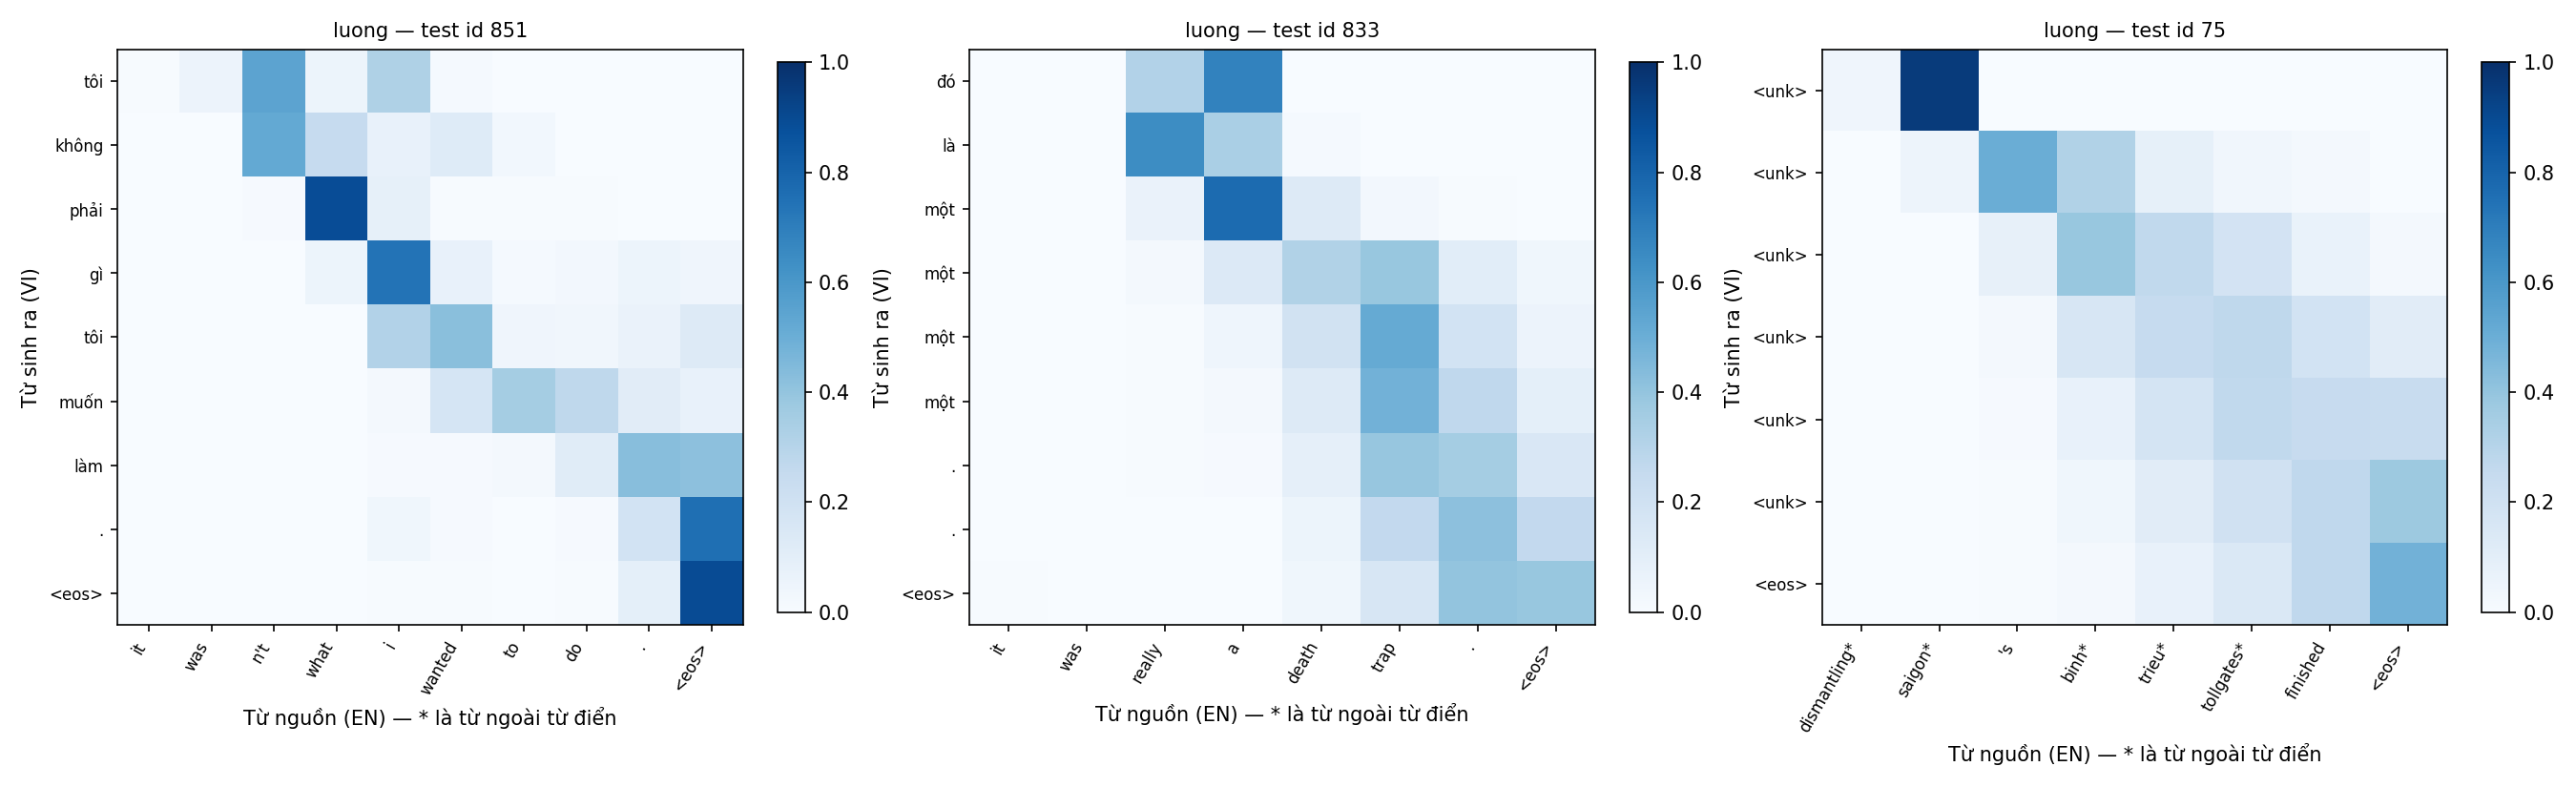 luong — test id 851
tôi
không
phải
gì
tôi
muốn
làm
.
<eos>
Từ sinh ra (VI)
it
was
n't
what
i
wanted
to
do
.
<eos>
Từ nguồn (EN) — * là từ ngoài từ điển
1.0
0.8
0.6
0.4
0.2
0.0
luong — test id 833
đó
là
một
một
một
một
.
.
<eos>
Từ sinh ra (VI)
it
was
really
a
death
trap
.
<eos>
Từ nguồn (EN) — * là từ ngoài từ điển
1.0
0.8
0.6
0.4
0.2
0.0
luong — test id 75
<unk>
<unk>
<unk>
<unk>
<unk>
<unk>
<eos>
Từ sinh ra (VI)
dismantling*
saigon*
's
binh*
trieu*
tollgates*
finished
<eos>
Từ nguồn (EN) — * là từ ngoài từ điển
1.0
0.8
0.6
0.4
0.2
0.0